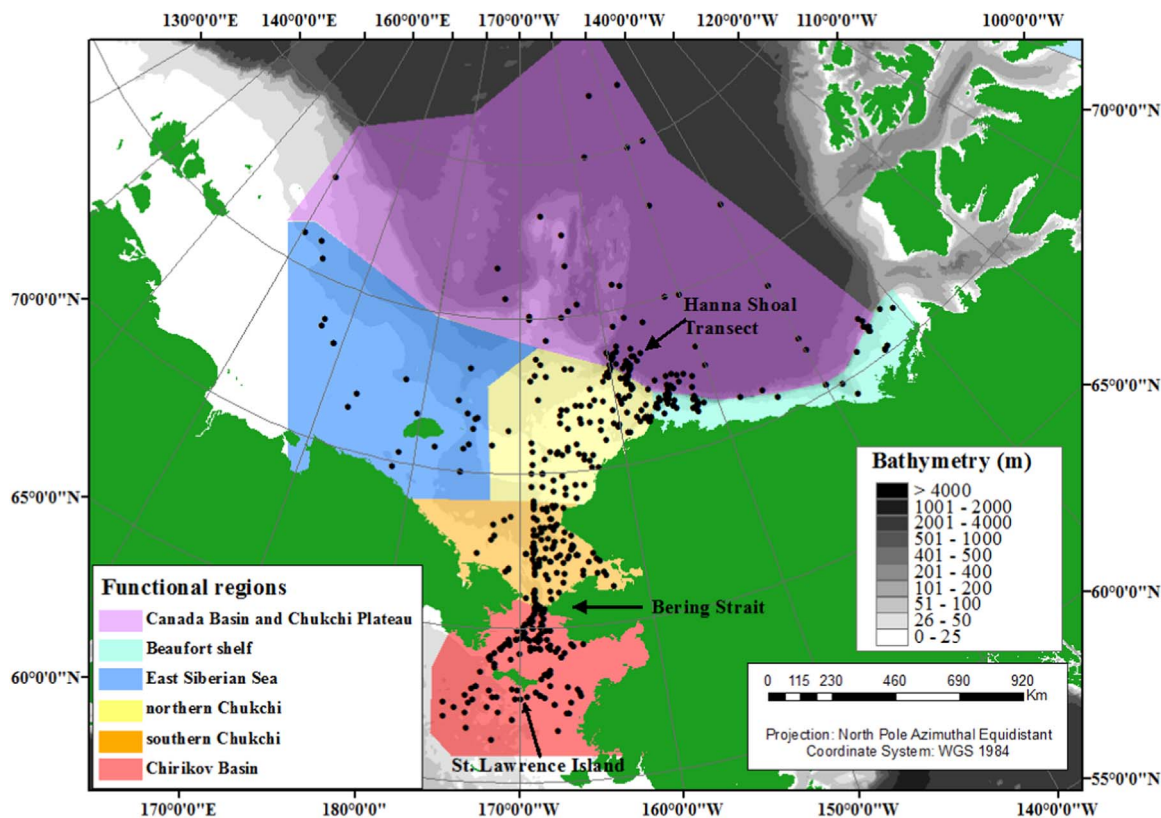 130°0'0"E 140°0'0"E 160°0'0"E 170°0'0"W 140°0'0"W 120°0'0"W 110°0'0"W 100°0'0"W
70°0'0"N
70°0'0"N
Hanna Shoal
Transect
65°0'0"N
Bathymetry (m)
> 4000
1001 - 2000
2001 - 4000
501 - 1000
401 - 500
201 - 400
101 - 200
51 - 100
26 - 50
0 - 25
65°0'0"N
Functional regions
Canada Basin and Chukchi Plateau
Beaufort shelf
East Siberian Sea
northern Chukchi
southern Chukchi
Chirikov Basin
60°0'0"N
Bering Strait
60°0'0"N
0 115 230 460 690 920
Km
Projection: North Pole Azimuthal Equidistant
Coordinate System: WGS 1984
St. Lawrence Island
55°0'0"N
170°0'0"E 180°0'0" 170°0'0"W 160°0'0"W 150°0'0"W 140°0'0"W